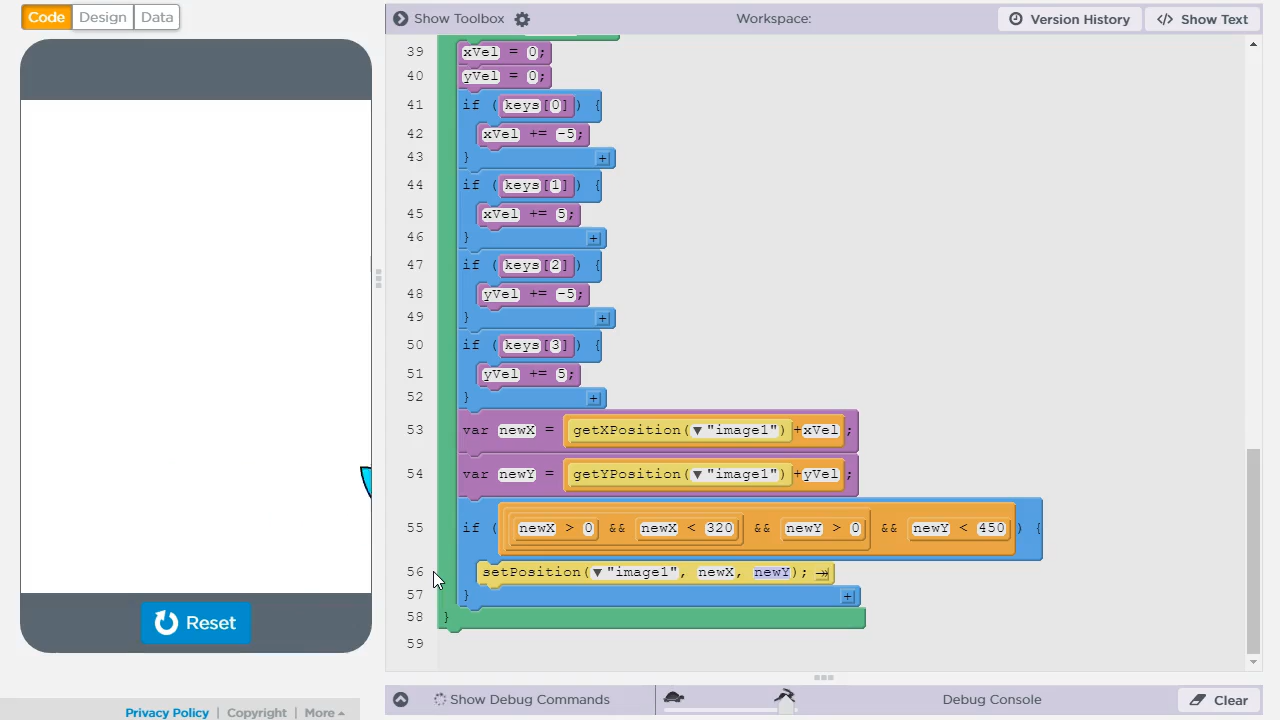 Code Design Data
Show Toolbox
Workspace:
Version History
</> Show Text
39 xVel = 0;
40 yVel = 0;
41 if ( keys[0] ) {
42 xVel += -5;
43 } +
44 if ( keys[1] ) {
45 xVel += 5;
46 } +
47 if ( keys[2] ) {
48 yVel += -5;
49 } +
50 if ( keys[3] ) {
51 yVel += 5;
52 } +
53 var newX = getXPosition(▼"image1")+xVel;
54 var newY = getYPosition(▼"image1")+yVel;
55 if ( newX > 0 && newX < 320 && newY > 0 && newY < 450 ) {
56 setPosition(▼"image1", newX, newY);
57 } +
58 }
59
Reset
Show Debug Commands
Debug Console
Clear
Privacy Policy | Copyright | More